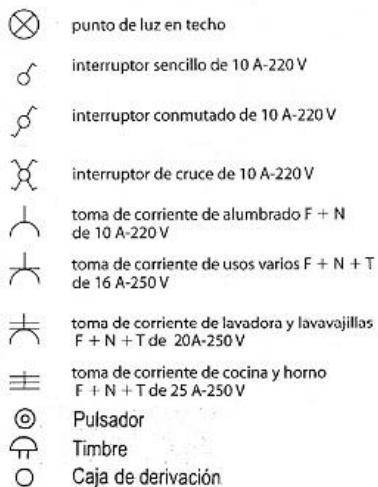 punto de luz en techo
interruptor sencillo de 10 A-220 V
interruptor conmutado de 10 A-220 V
interruptor de cruce de 10 A-220 V
toma de corriente de alumbrado F + N
de 10 A-220 V
toma de corriente de usos varios F + N + T
de 16 A-250 V
toma de corriente de lavadora y lavavajillas
F + N + T de 20A-250 V
toma de corriente de cocina y horno
F + N + T de 25 A-250 V
Pulsador
Timbre
Caja de derivación